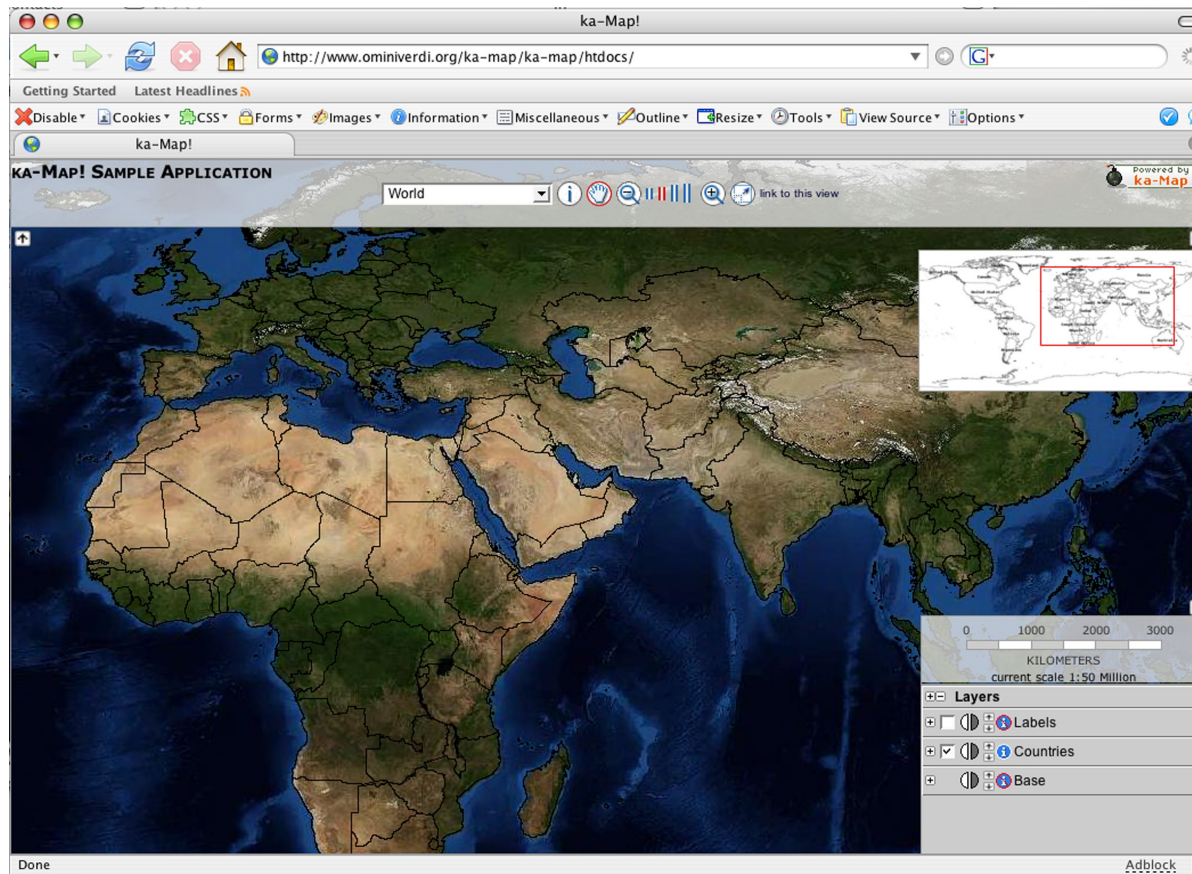 ka-Map!
http://www.ominiverdi.org/ka-map/ka-map/htdocs/
G
Getting Started Latest Headlines
Disable Cookies CSS Forms Images Information Miscellaneous Outline Resize Tools View Source Options
ka-Map!
KA-MAP! SAMPLE APPLICATION
World
link to this view
Powered by
ka-Map
0 1000 2000 3000
KILOMETERS
current scale 1:50 Million
Layers
Labels
Countries
Base
Done
Adblock